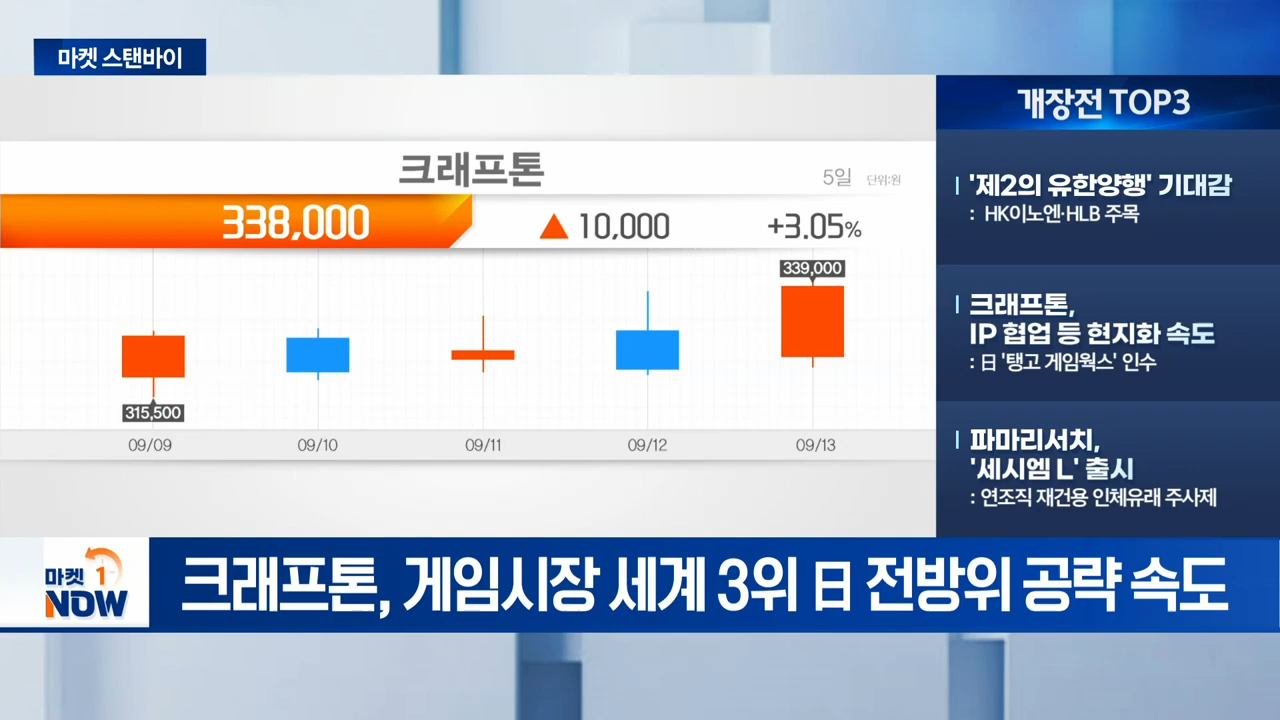 마켓 스탠바이
크래프톤
5일 단위:원
338,000 ▲ 10,000 +3.05%
339,000
315,500
09/09 09/10 09/11 09/12 09/13
개장전 TOP3
'제2의 유한양행' 기대감
: HK이노엔·HLB 주목
크래프톤,
IP 협업 등 현지화 속도
: 日 '탱고 게임웍스' 인수
파마리서치,
'세시엠 L' 출시
: 연조직 재건용 인체유래 주사제
마켓 1
NOW
크래프톤, 게임시장 세계 3위 日 전방위 공략 속도